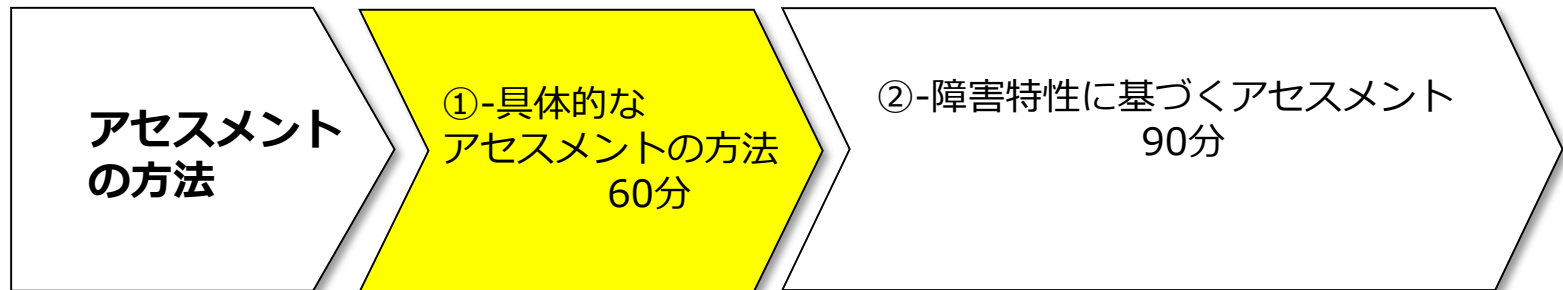 アセスメント
の方法
①-具体的な
アセスメントの方法
60分
②-障害特性に基づくアセスメント
90分